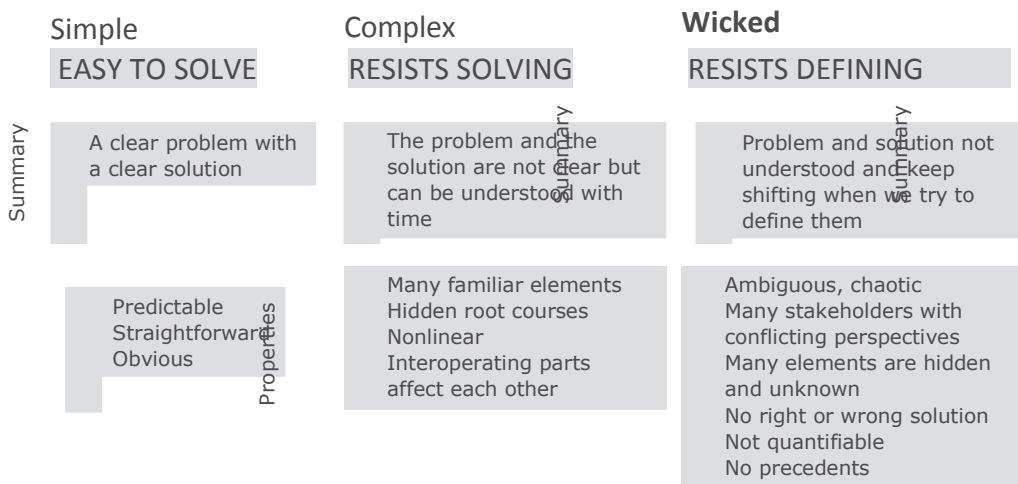 Simple
EASY TO SOLVE
Summary
A clear problem with
a clear solution
Predictable
Straightforward
Obvious
Properties
Complex
RESISTS SOLVING
Summary
The problem and the
solution are not clear but
can be understood with
time
Many familiar elements
Hidden root courses
Nonlinear
Interoperating parts
affect each other
Wicked
RESISTS DEFINING
Summary
Problem and solution not
understood and keep
shifting when we try to
define them
Ambiguous, chaotic
Many stakeholders with
conflicting perspectives
Many elements are hidden
and unknown
No right or wrong solution
Not quantifiable
No precedents